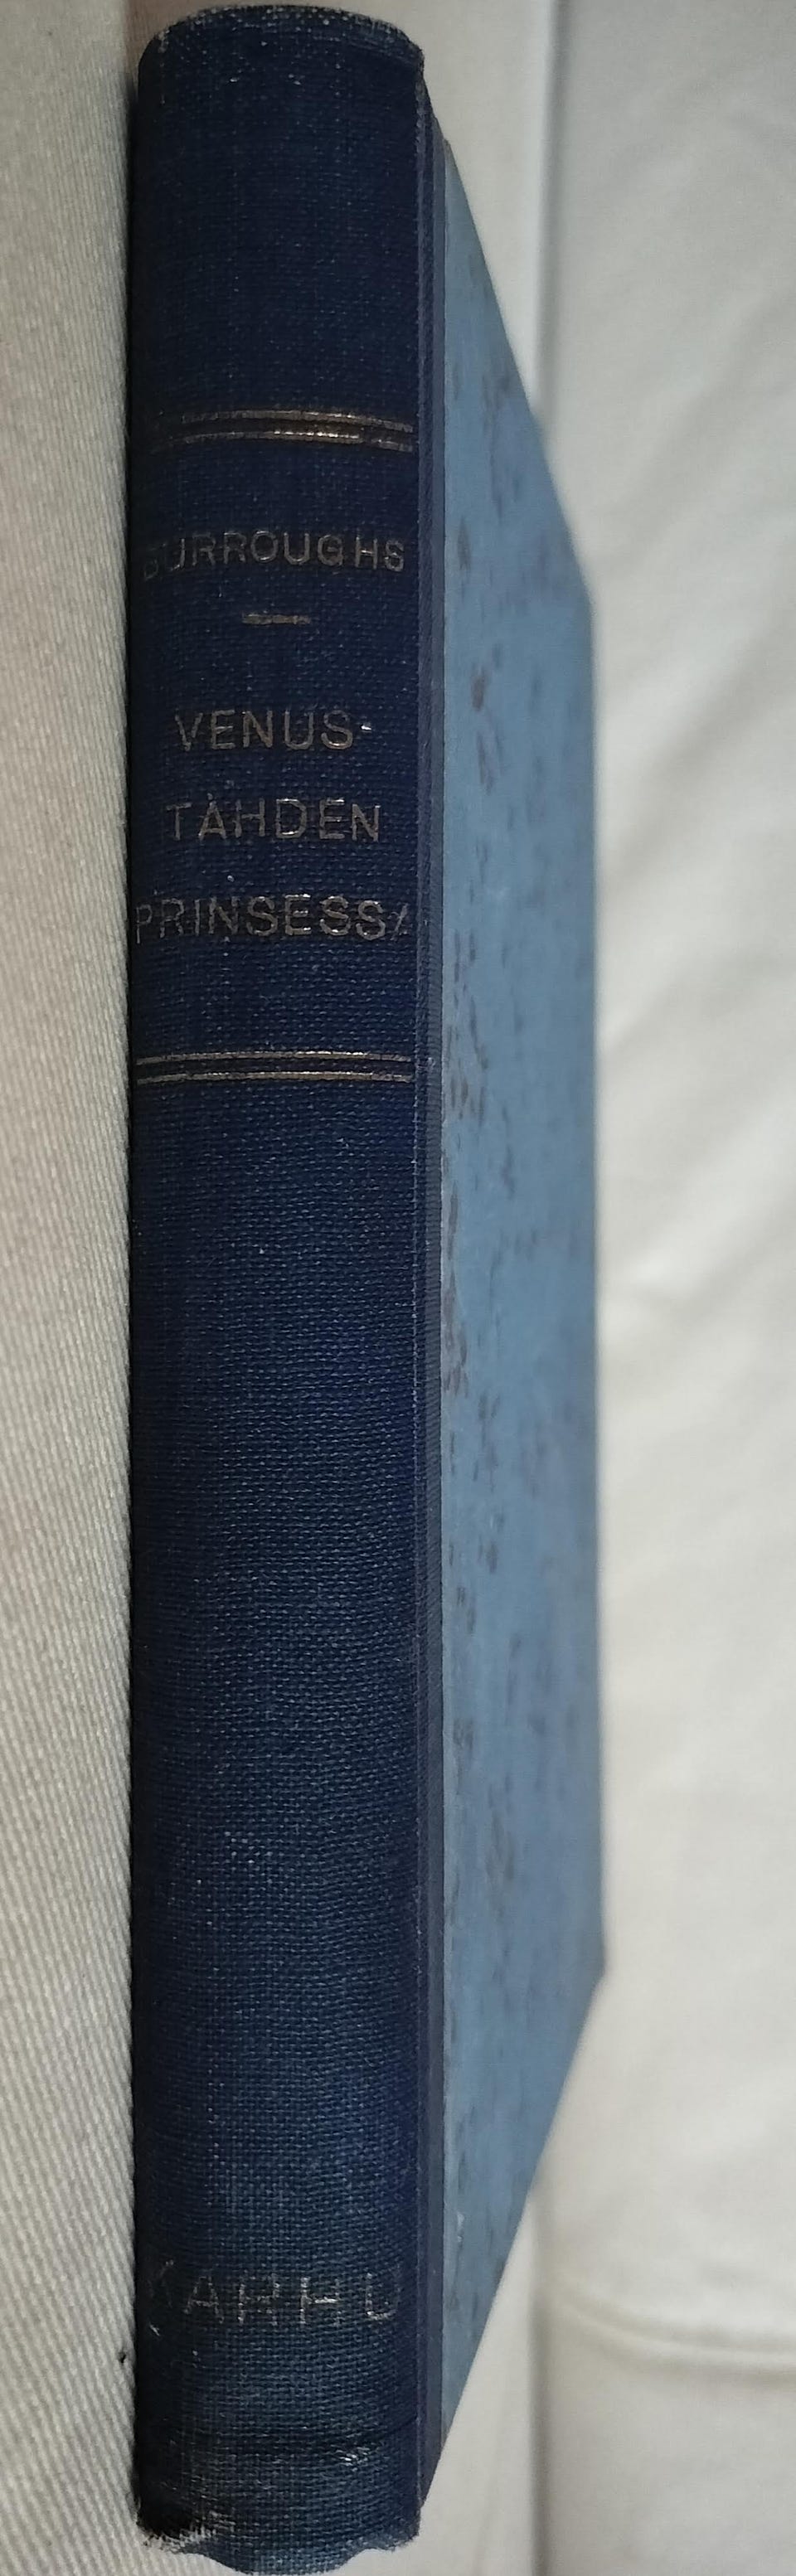 BURROUGHS
VENUS-
TÄHDEN
PRINSESSA
KARHU